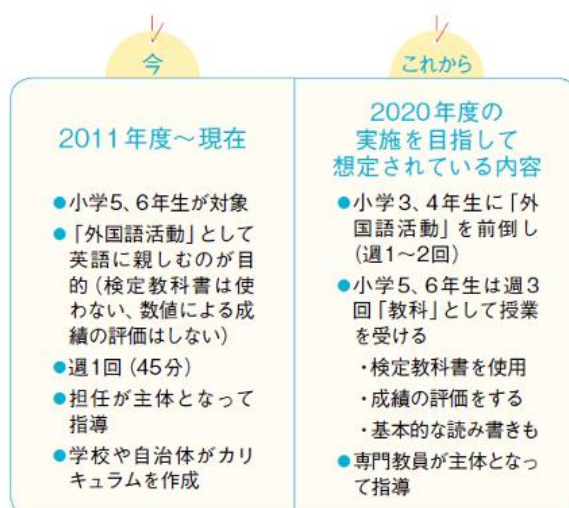 今
2011年度〜現在
●小学5、6年生が対象
●「外国語活動」として
英語に親しむのが目
的（検定教科書は使
わない、数値による成
績の評価はしない）
●週1回（45分）
●担任が主体となって
指導
●学校や自治体がカリ
キュラムを作成
これから
2020年度の
実施を目指して
想定されている内容
●小学3、4年生に「外
国語活動」を前倒し
（週1〜2回）
●小学5、6年生は週3
回「教科」として授業
を受ける
・検定教科書を使用
・成績の評価をする
・基本的な読み書きも
●専門教員が主体となっ
て指導